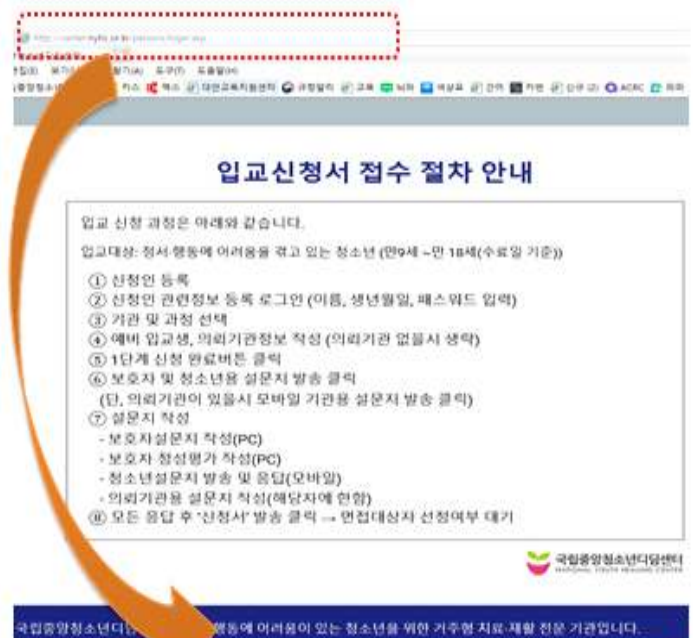 입교신청서 접수 절차 안내
입교 신청 과정은 아래와 같습니다.
입교대상: 정서·행동에 어려움을 겪고 있는 청소년 (만9세 ~만 18세(수료일 기준))
① 신청인 등록
② 신청인 관련정보 등록 로그인 (이름, 생년월일, 패스워드 입력)
③ 기관 및 과정 선택
④ 예비 입교생, 의뢰기관정보 작성 (의뢰기관 없을시 생략)
⑤ 1단계 신청 완료버튼 클릭
⑥ 보호자 및 청소년용 설문지 발송 클릭
(단, 의뢰기관이 있을시 모바일 기관용 설문지 발송 클릭)
⑦ 설문지 작성
- 보호자설문지 작성(PC)
- 보호자 청성평가 작성(PC)
- 청소년설문지 발송 및 응답(모바일)
- 의뢰기관용 설문지 작성(해당자에 한함)
⑧ 모든 응답 후 '신청서' 발송 클릭 → 면접대상자 선정여부 대기
국립중앙청소년디딤센터
NATIONAL YOUTH HEALING CENTER
국립중앙청소년디딤 행동에 어려움이 있는 청소년을 위한 거주형 치료·재활 전문 기관입니다.